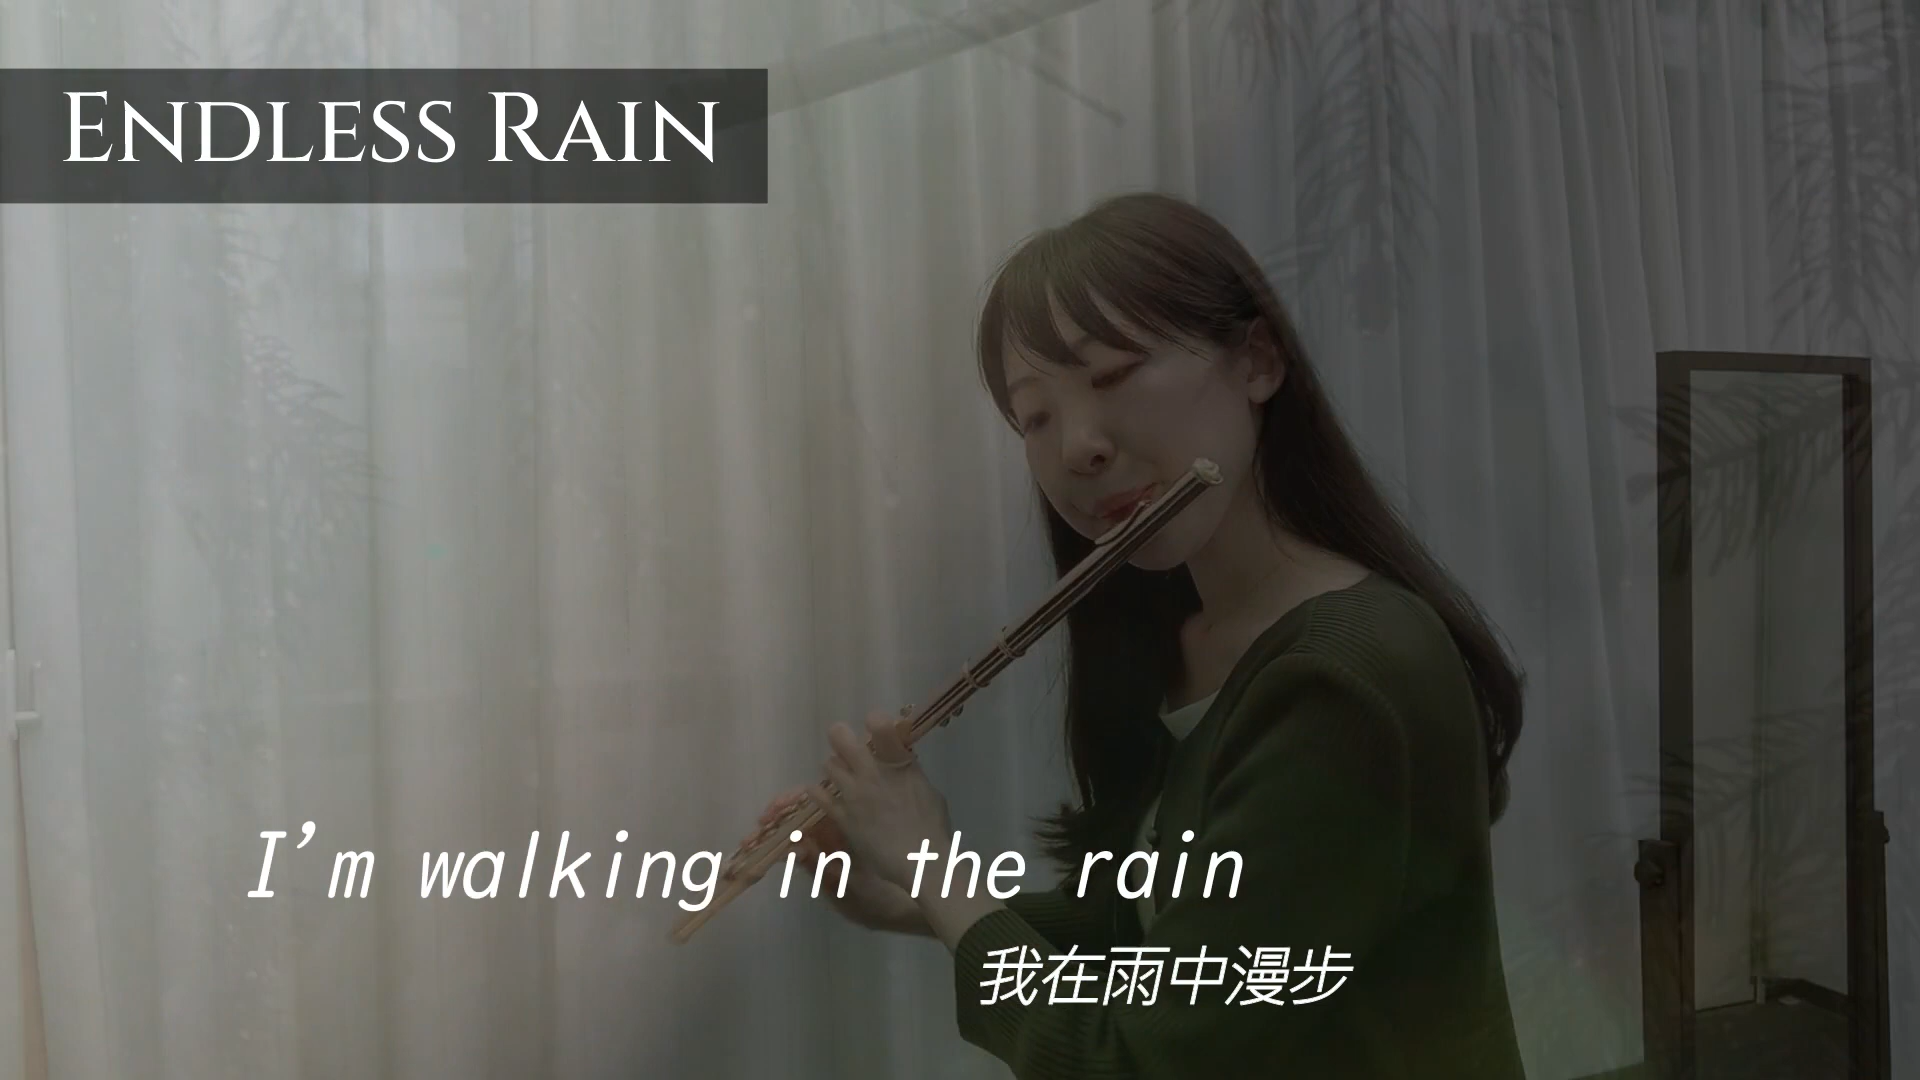 Endless Rain
I'm walking in the rain
我在雨中漫步